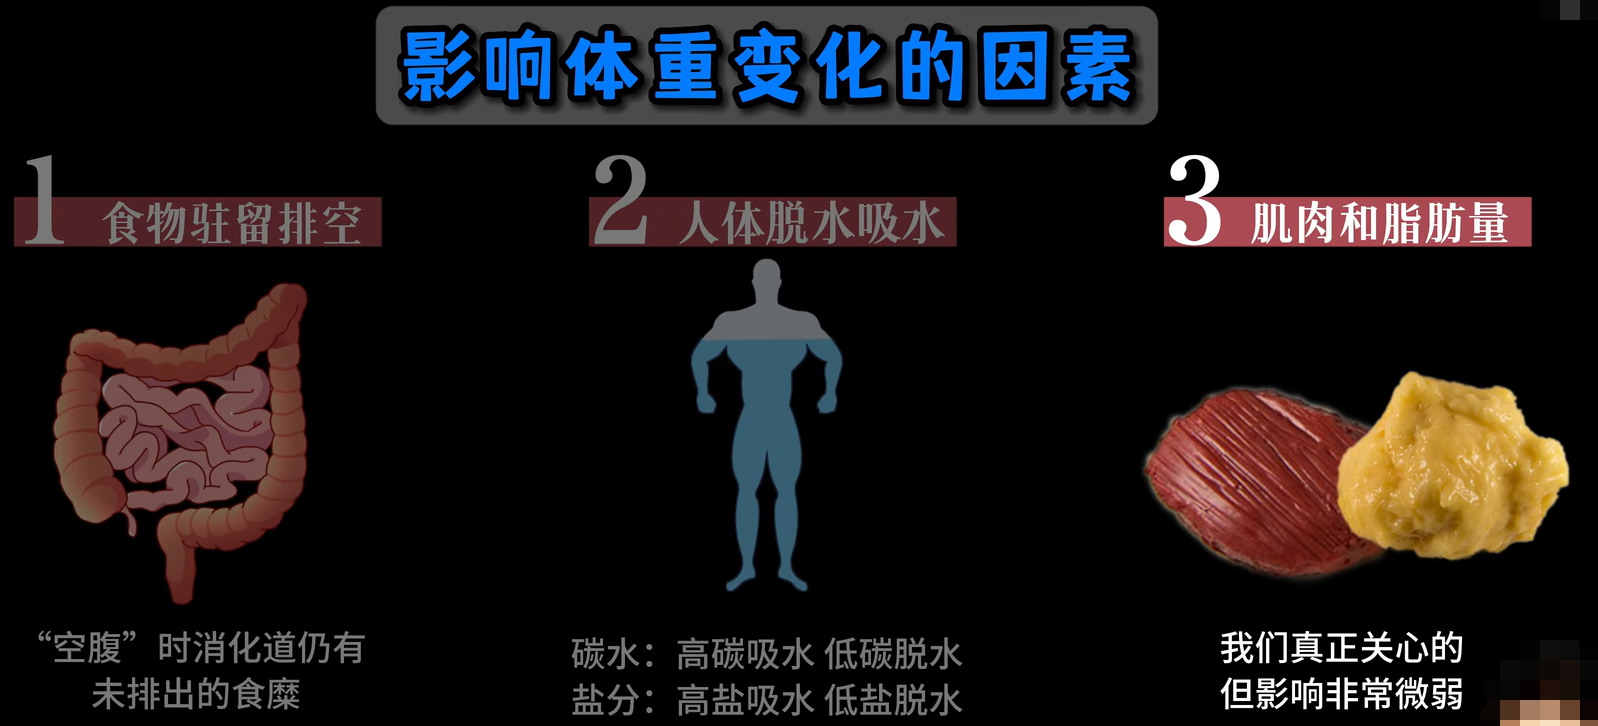 影响体重变化的因素
1 食物驻留排空
2 人体脱水吸水
3 肌肉和脂肪量
“空腹”时消化道仍有
未排出的食糜
碳水：高碳吸水 低碳脱水
盐分：高盐吸水 低盐脱水
我们真正关心的
但影响非常微弱